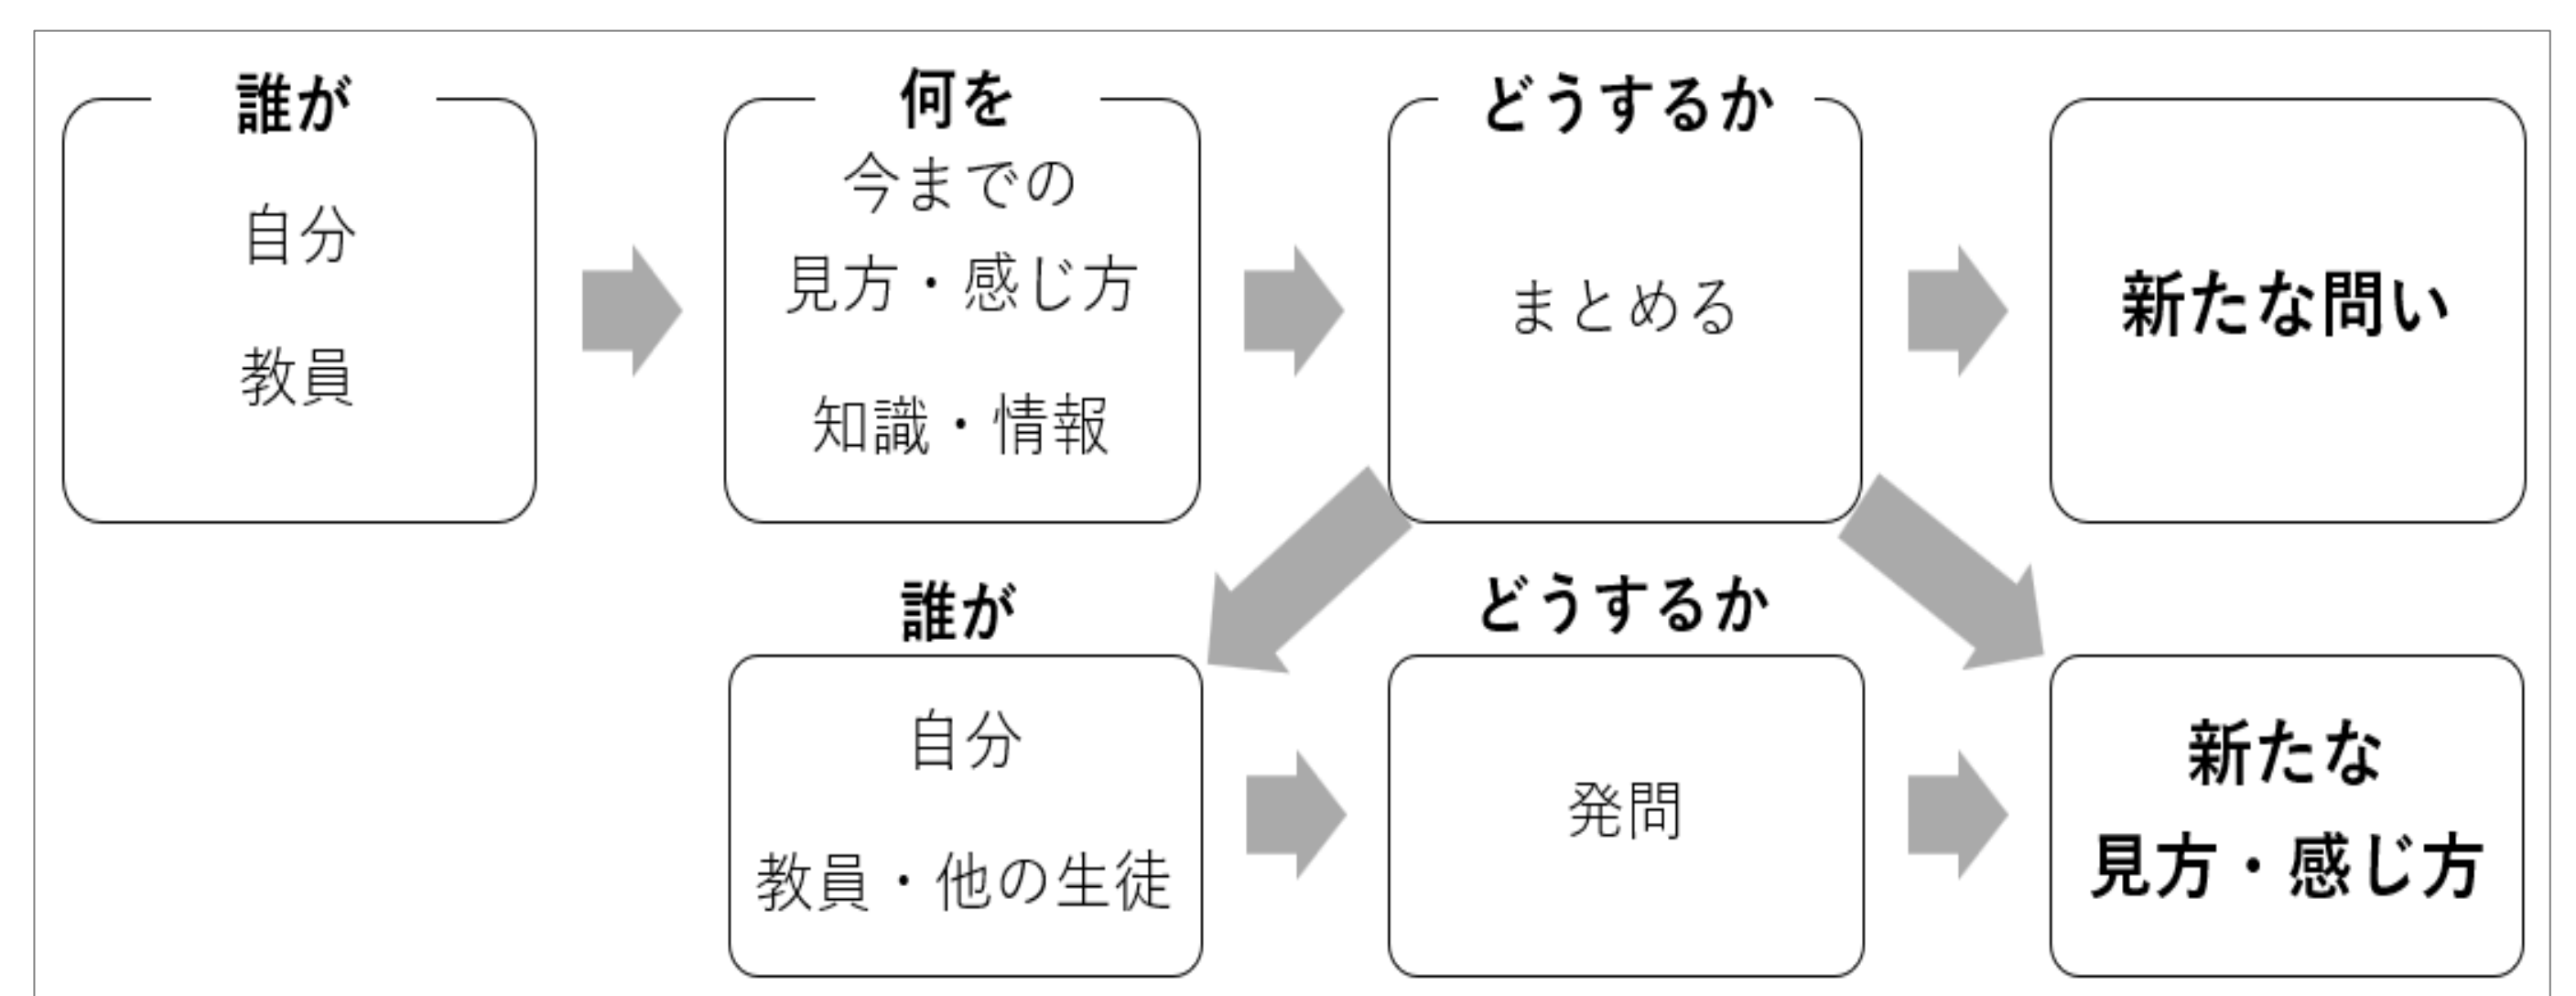 誰が
自分
教員
何を
今までの
見方・感じ方
知識・情報
どうするか
まとめる
新たな問い
誰が
自分
教員・他の生徒
どうするか
発問
新たな
見方・感じ方